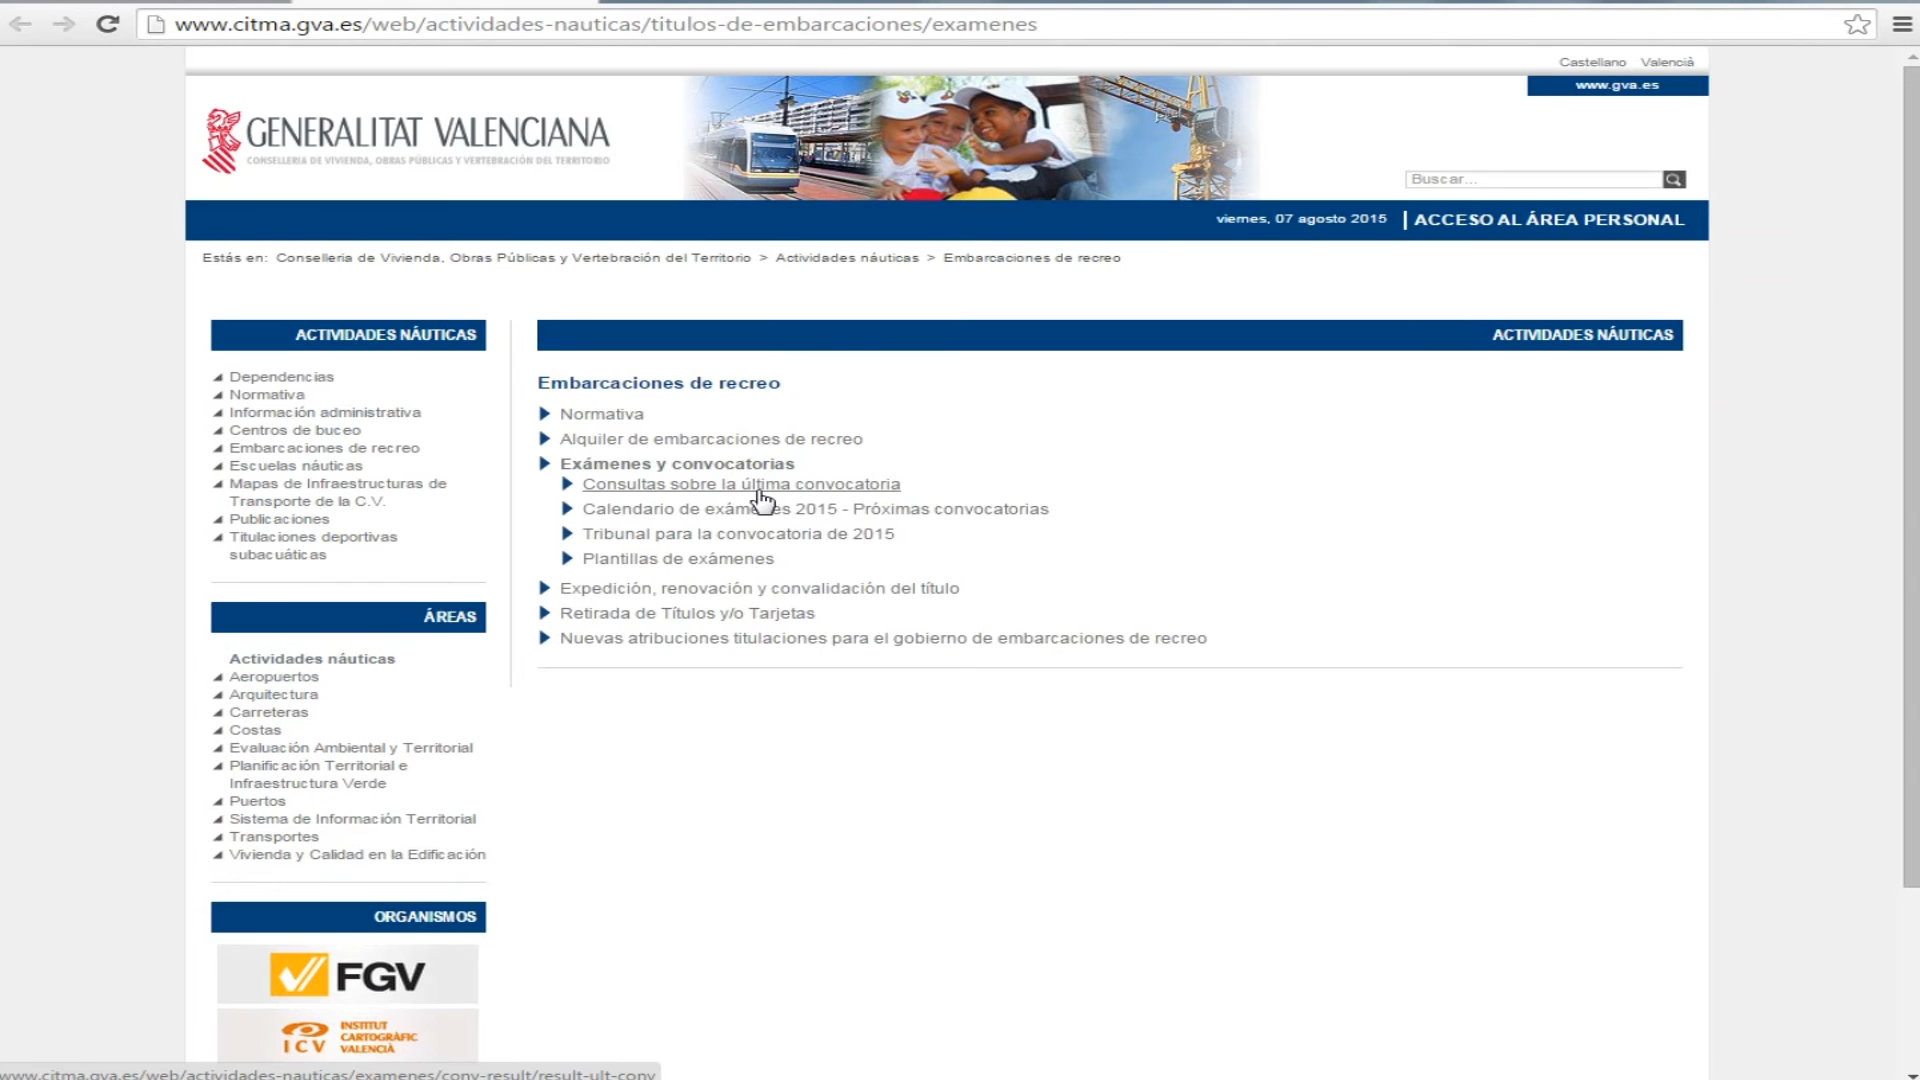 www.citma.gva.es/web/actividades-nauticas/titulos-de-embarcaciones/examenes
Castellano Valencià
www.gva.es
GENERALITAT VALENCIANA
CONSELLERIA DE VIVIENDA, OBRAS PÚBLICAS Y VERTEBRACIÓN DEL TERRITORIO
Buscar...
viernes, 07 agosto 2015 ACCESO AL ÁREA PERSONAL
Estás en: Conselleria de Vivienda, Obras Públicas y Vertebración del Territorio > Actividades náuticas > Embarcaciones de recreo
ACTIVIDADES NÁUTICAS
Dependencias
Normativa
Información administrativa
Centros de buceo
Embarcaciones de recreo
Escuelas náuticas
Mapas de Infraestructuras de
Transporte de la C.V.
Publicaciones
Titulaciones deportivas
subacuáticas
ÁREAS
Actividades náuticas
Aeropuertos
Arquitectura
Carreteras
Costas
Evaluación Ambiental y Territorial
Planificación Territorial e
Infraestructura Verde
Puertos
Sistema de Información Territorial
Transportes
Vivienda y Calidad en la Edificación
ORGANISMOS
FGV
ICV
INSTITUT
CARTOGRÀFIC
VALENCIÀ
ACTIVIDADES NÁUTICAS
Embarcaciones de recreo
Normativa
Alquiler de embarcaciones de recreo
Exámenes y convocatorias
Consultas sobre la última convocatoria
Calendario de exámenes 2015 - Próximas convocatorias
Tribunal para la convocatoria de 2015
Plantillas de exámenes
Expedición, renovación y convalidación del título
Retirada de Títulos y/o Tarjetas
Nuevas atribuciones titulaciones para el gobierno de embarcaciones de recreo
www.citma.gva.es/web/actividades-nauticas/examenes/conv-result/result-ult-conv